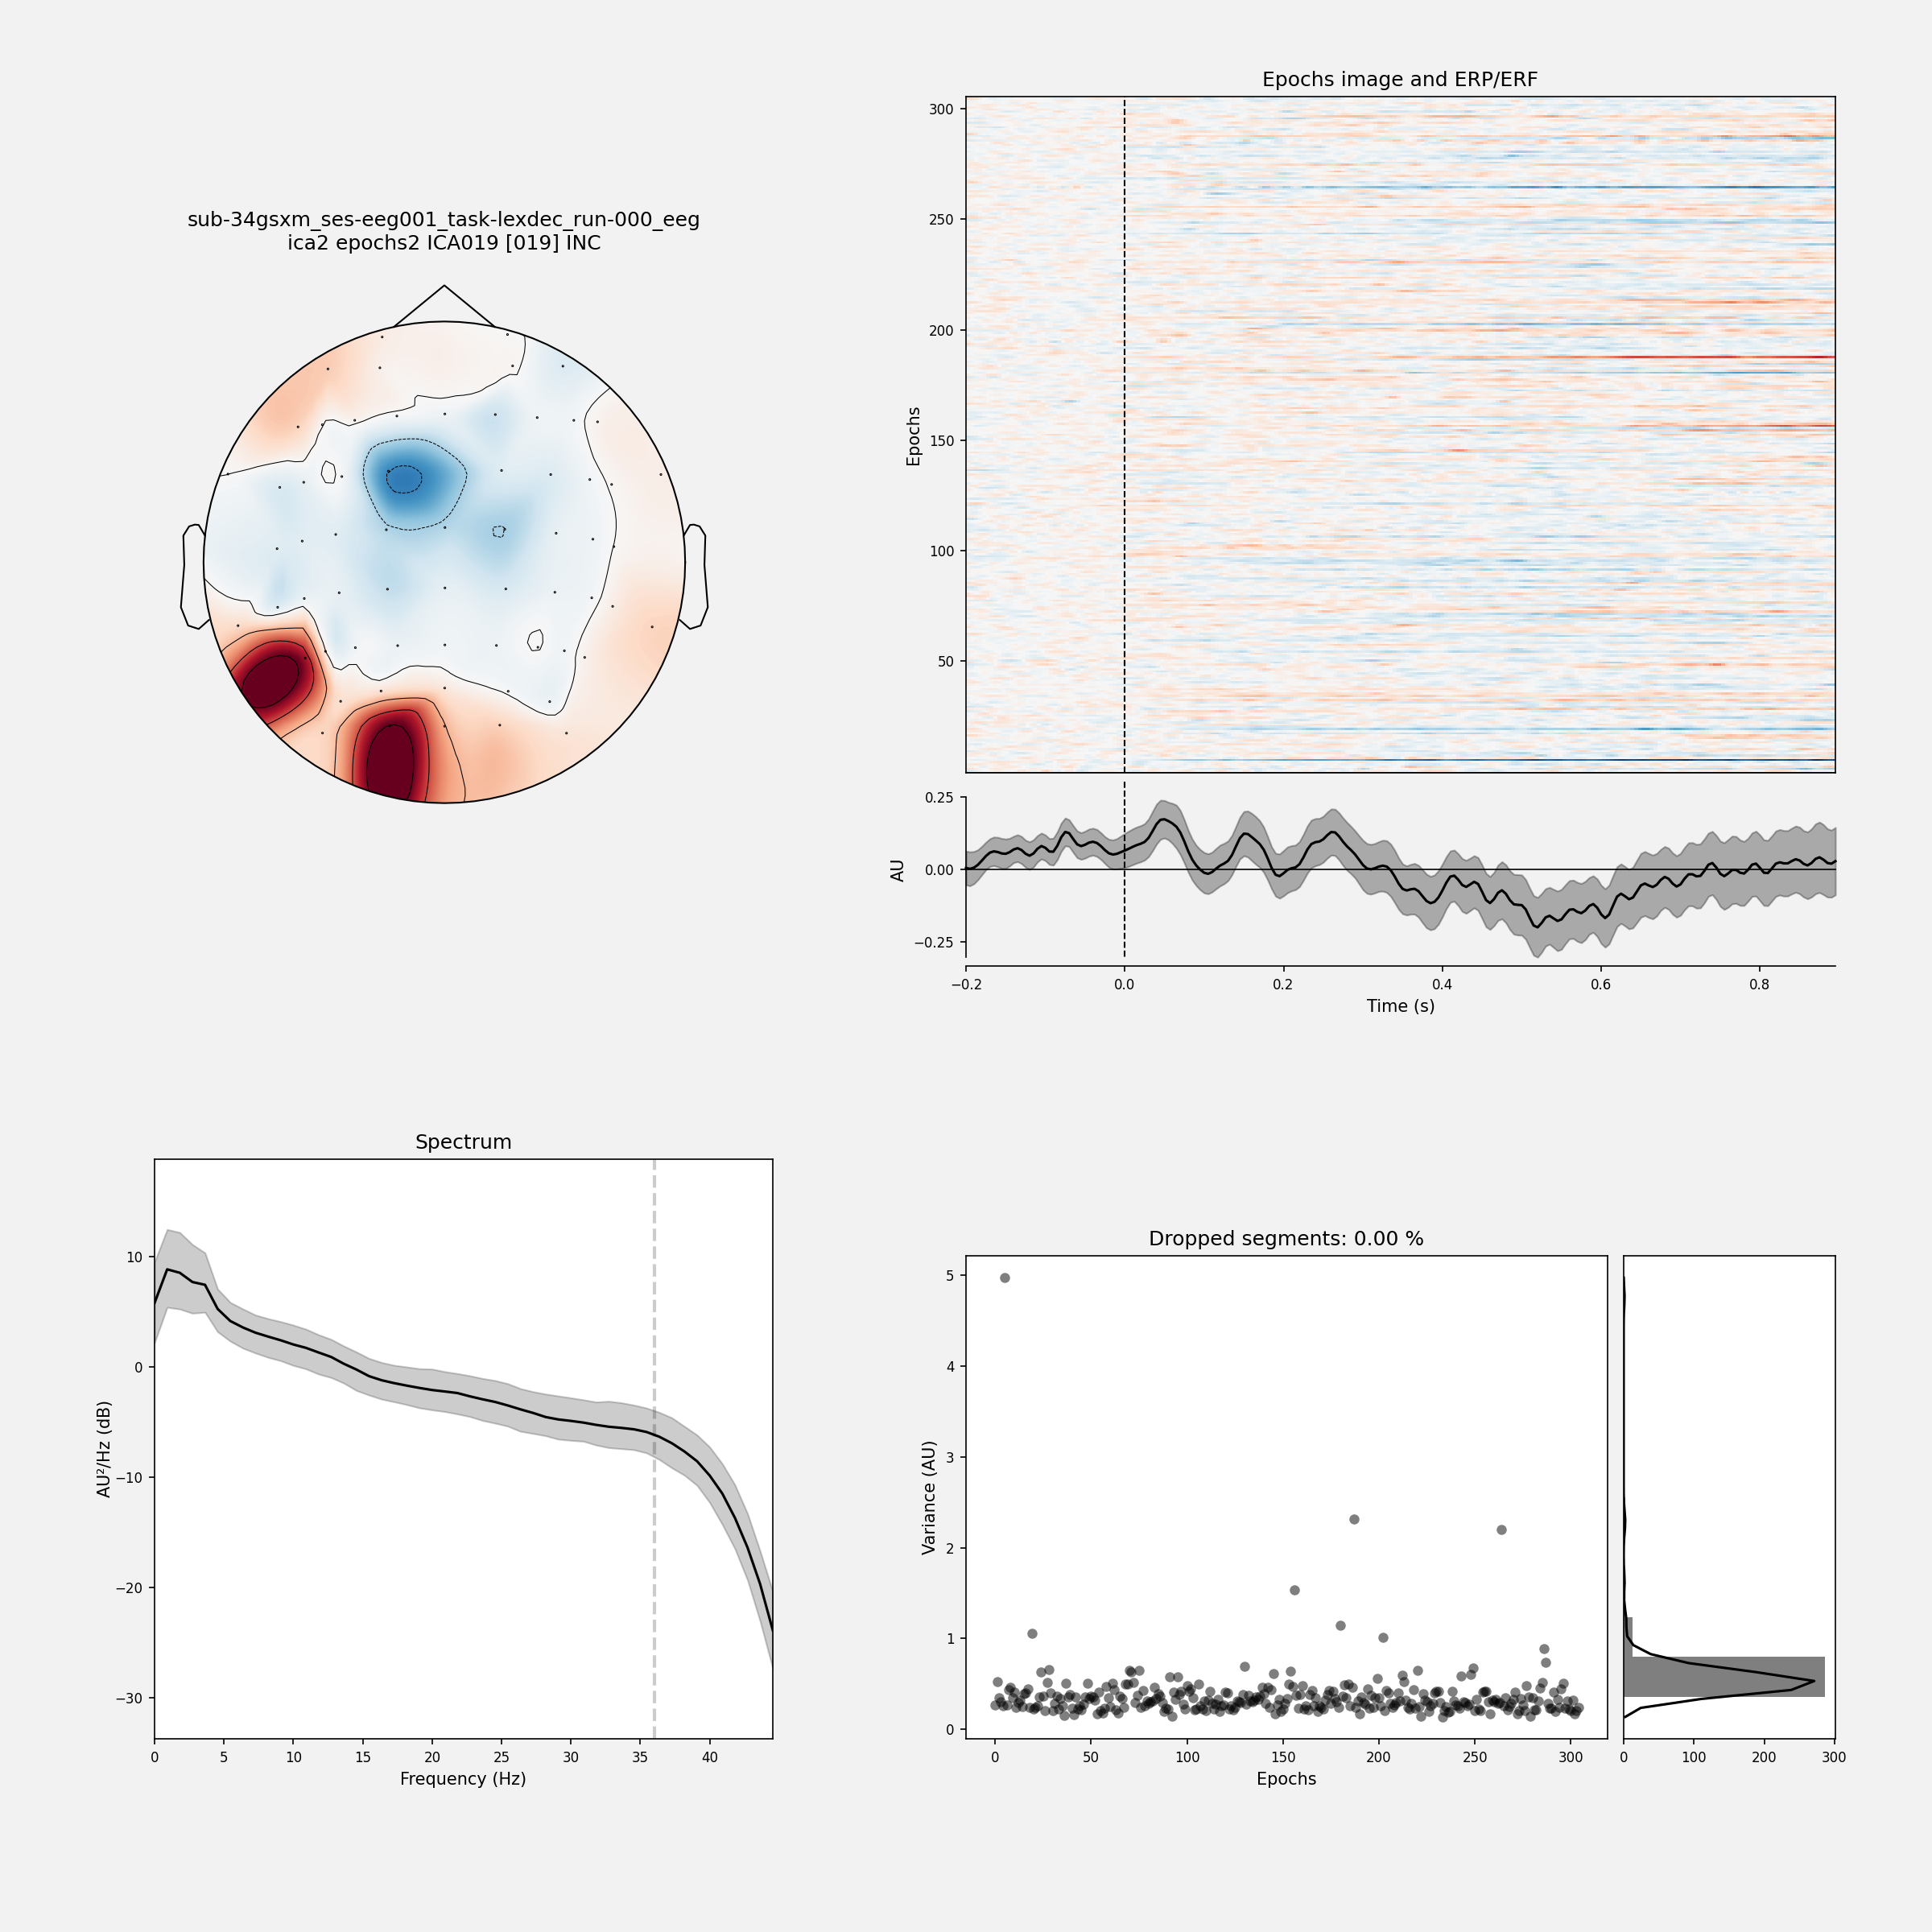 sub-34gsxm_ses-eeg001_task-lexdec_run-000_eeg
ica2 epochs2 ICA019 [019] INC
Epochs image and ERP/ERF
300
250
200
150
100
50
Epochs
0.25
0.00
−0.25
AU
−0.2 0.0 0.2 0.4 0.6 0.8
Time (s)
Spectrum
10
0
−10
−20
−30
AU²/Hz (dB)
0 5 10 15 20 25 30 35 40
Frequency (Hz)
Dropped segments: 0.00 %
5
4
3
2
1
0
Variance (AU)
0 50 100 150 200 250 300
Epochs
0 100 200 300